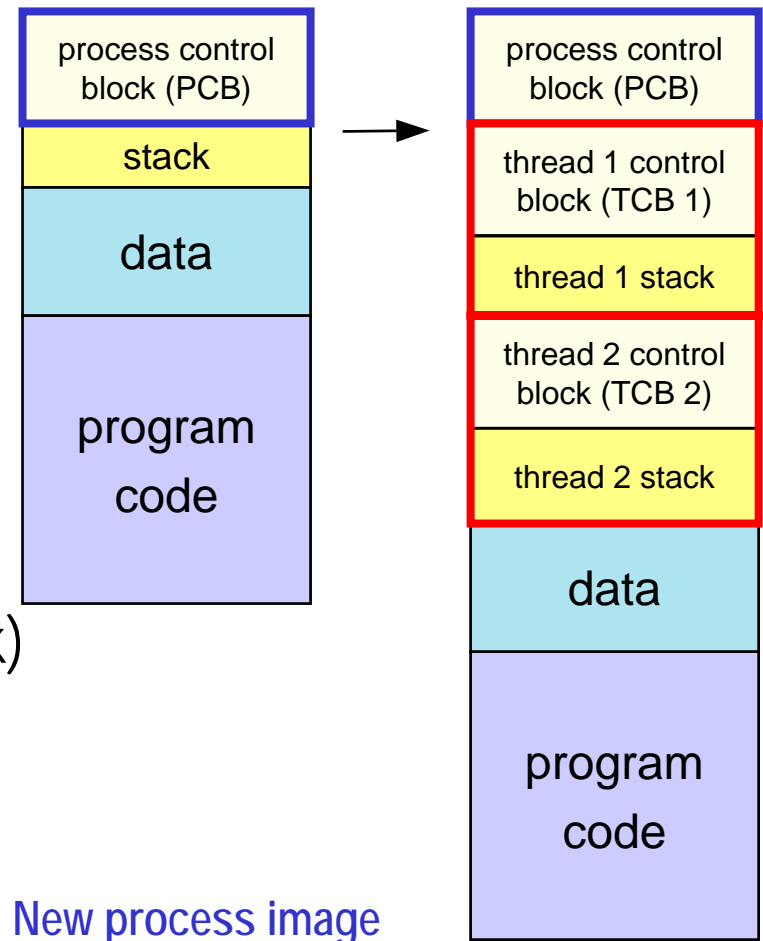 process control
block (PCB)
stack
data
program
code
process control
block (PCB)
thread 1 control
block (TCB 1)
thread 1 stack
thread 2 control
block (TCB 2)
thread 2 stack
data
program
code
)
New process image